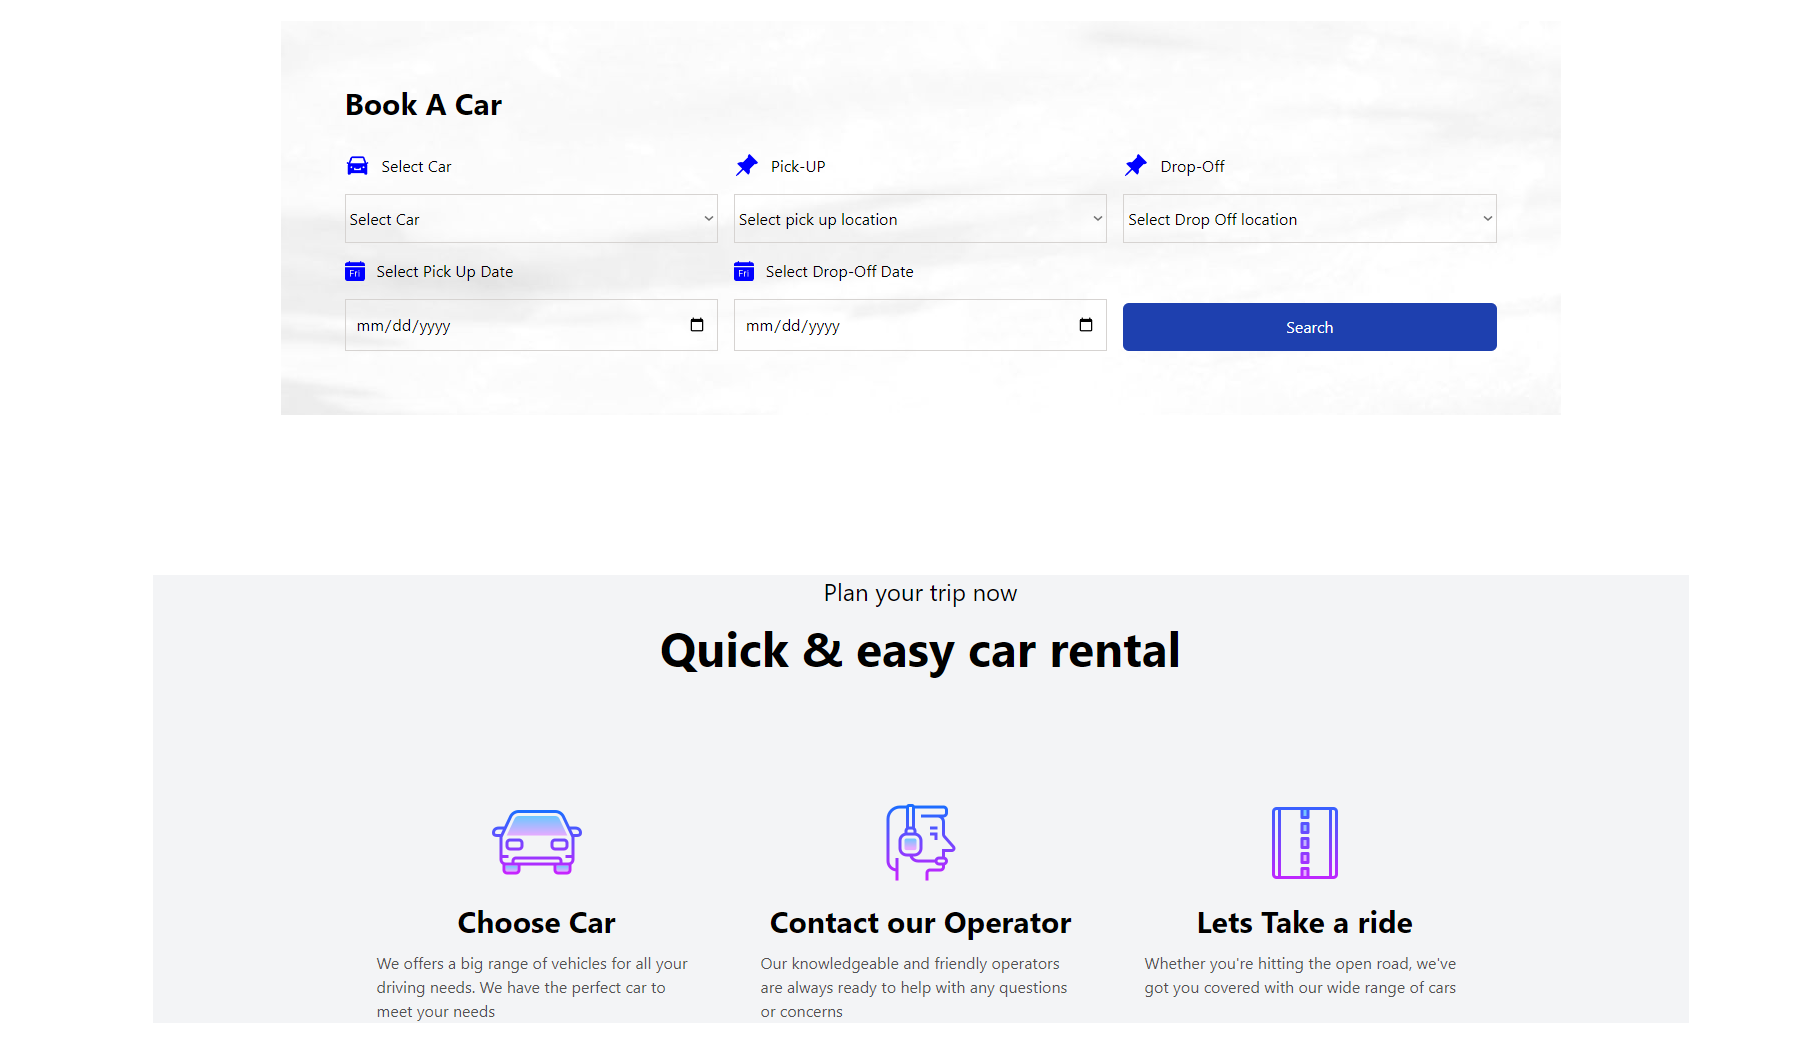 Book A Car
Select Car
Pick-UP
Drop-Off
Select Car
Select pick up location
Select Drop Off location
Fri Select Pick Up Date
Fri Select Drop-Off Date
mm/dd/yyyy
mm/dd/yyyy
Search
Plan your trip now
Quick & easy car rental
Choose Car
We offers a big range of vehicles for all your
driving needs. We have the perfect car to
meet your needs
Contact our Operator
Our knowledgeable and friendly operators
are always ready to help with any questions
or concerns
Lets Take a ride
Whether you're hitting the open road, we've
got you covered with our wide range of cars